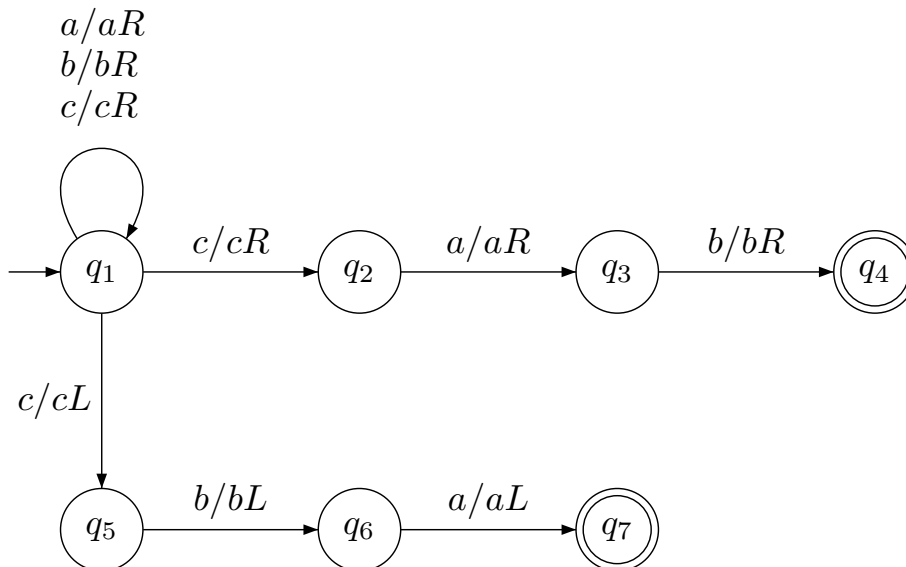 a/aR
b/bR
c/cR
q1 c/cR q2 a/aR q3 b/bR q4
c/cL
q5 b/bL q6 a/aL q7